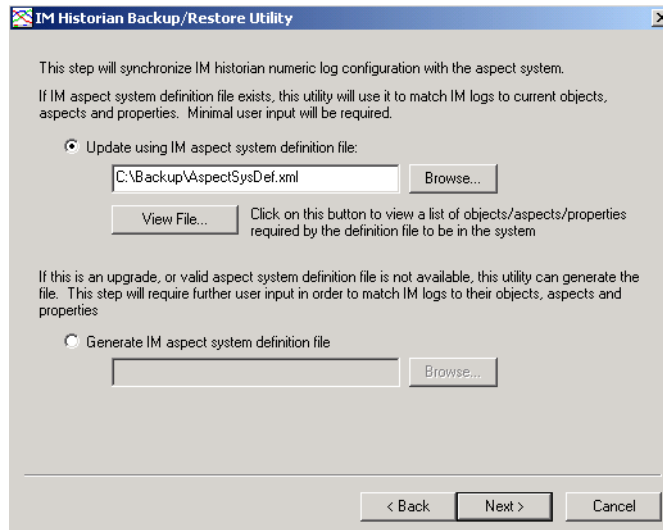 IM Historian Backup/Restore Utility
This step will synchronize IM historian numeric log configuration with the aspect system.
If IM aspect system definition file exists, this utility will use it to match IM logs to current objects,
aspects and properties. Minimal user input will be required.
Update using IM aspect system definition file:
C:\Backup\AspectSysDef.xml
Browse...
View File...
Click on this button to view a list of objects/aspects/properties
required by the definition file to be in the system
If this is an upgrade, or valid aspect system definition file is not available, this utility can generate the
file. This step will require further user input in order to match IM logs to their objects, aspects and
properties
Generate IM aspect system definition file
Browse...
< Back
Next >
Cancel